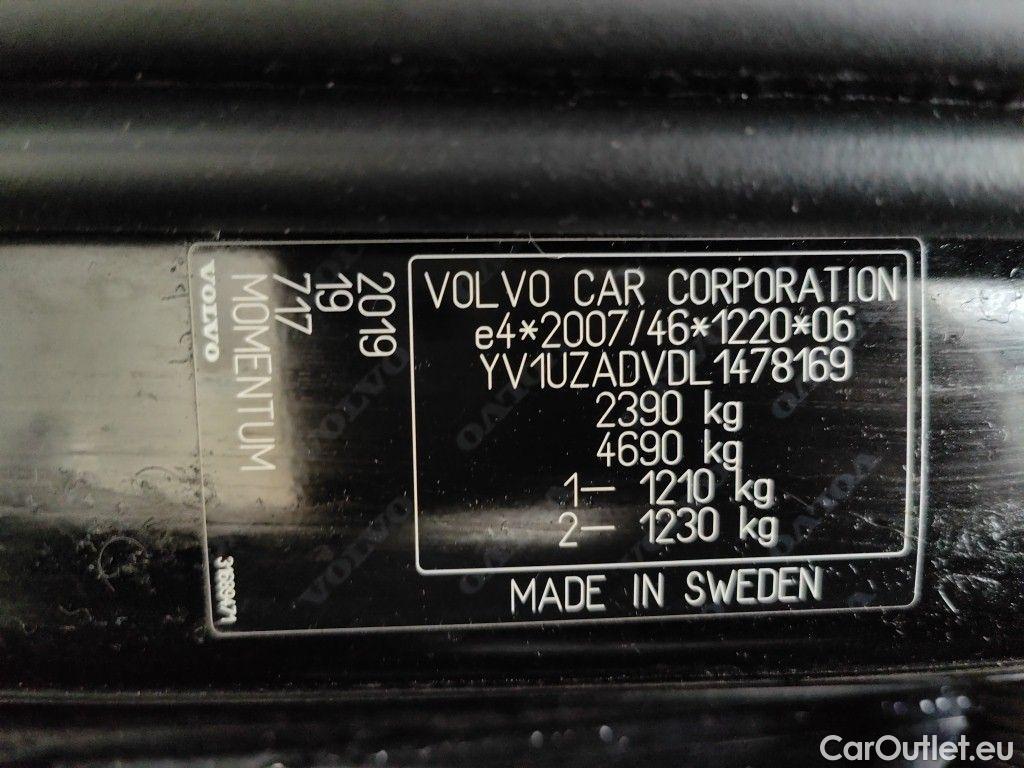 VOLVO CAR CORPORATION
e4*2007/46*1220*06
YV1UZADVDL1478169
2390 kg
4690 kg
1– 1210 kg
2– 1230 kg
MADE IN SWEDEN
2019
19
717
MOMENTUM
VOLVO
CarOutlet.eu